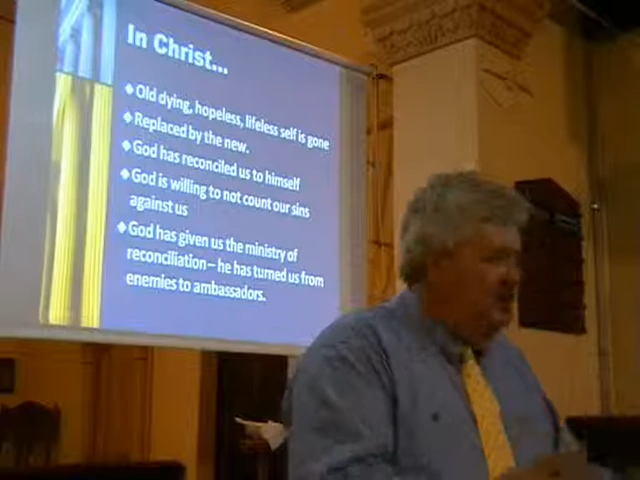 In Christ...
◆Old dying, hopeless, lifeless self is gone
◆Replaced by the new.
◆God has reconciled us to himself
◆God is willing to not count our sins
against us
◆God has given us the ministry of
reconciliation – he has turned us from
enemies to ambassadors.